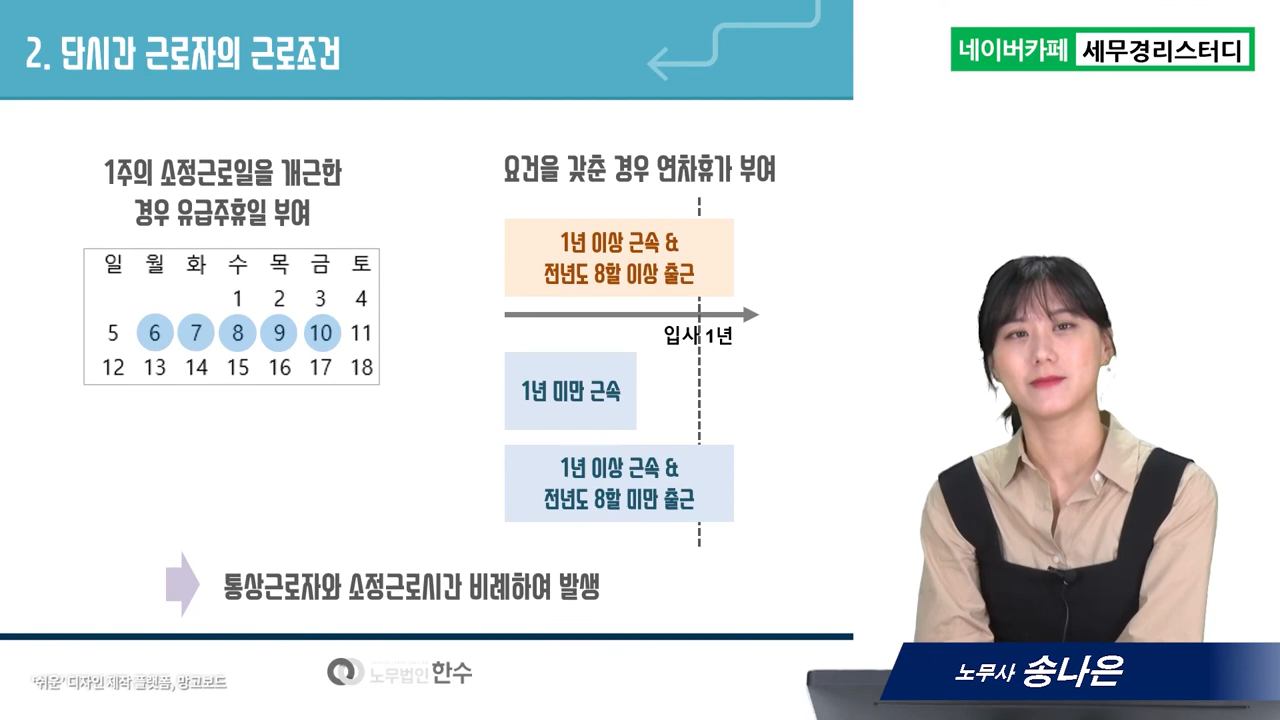 2. 단시간 근로자의 근로조건
네이버카페 세무경리스터디
1주의 소정근로일을 개근한
경우 유급주휴일 부여
일 월 화 수 목 금 토
1 2 3 4
5 6 7 8 9 10 11
12 13 14 15 16 17 18
요건을 갖춘 경우 연차휴가 부여
1년 이상 근속 &
전년도 8할 이상 출근
입사 1년
1년 미만 근속
1년 이상 근속 &
전년도 8할 미만 출근
통상근로자와 소정근로시간 비례하여 발생
'쉬운' 디자인 제작 플랫폼, 망고보드
노무법인 한수
노무사 송나은